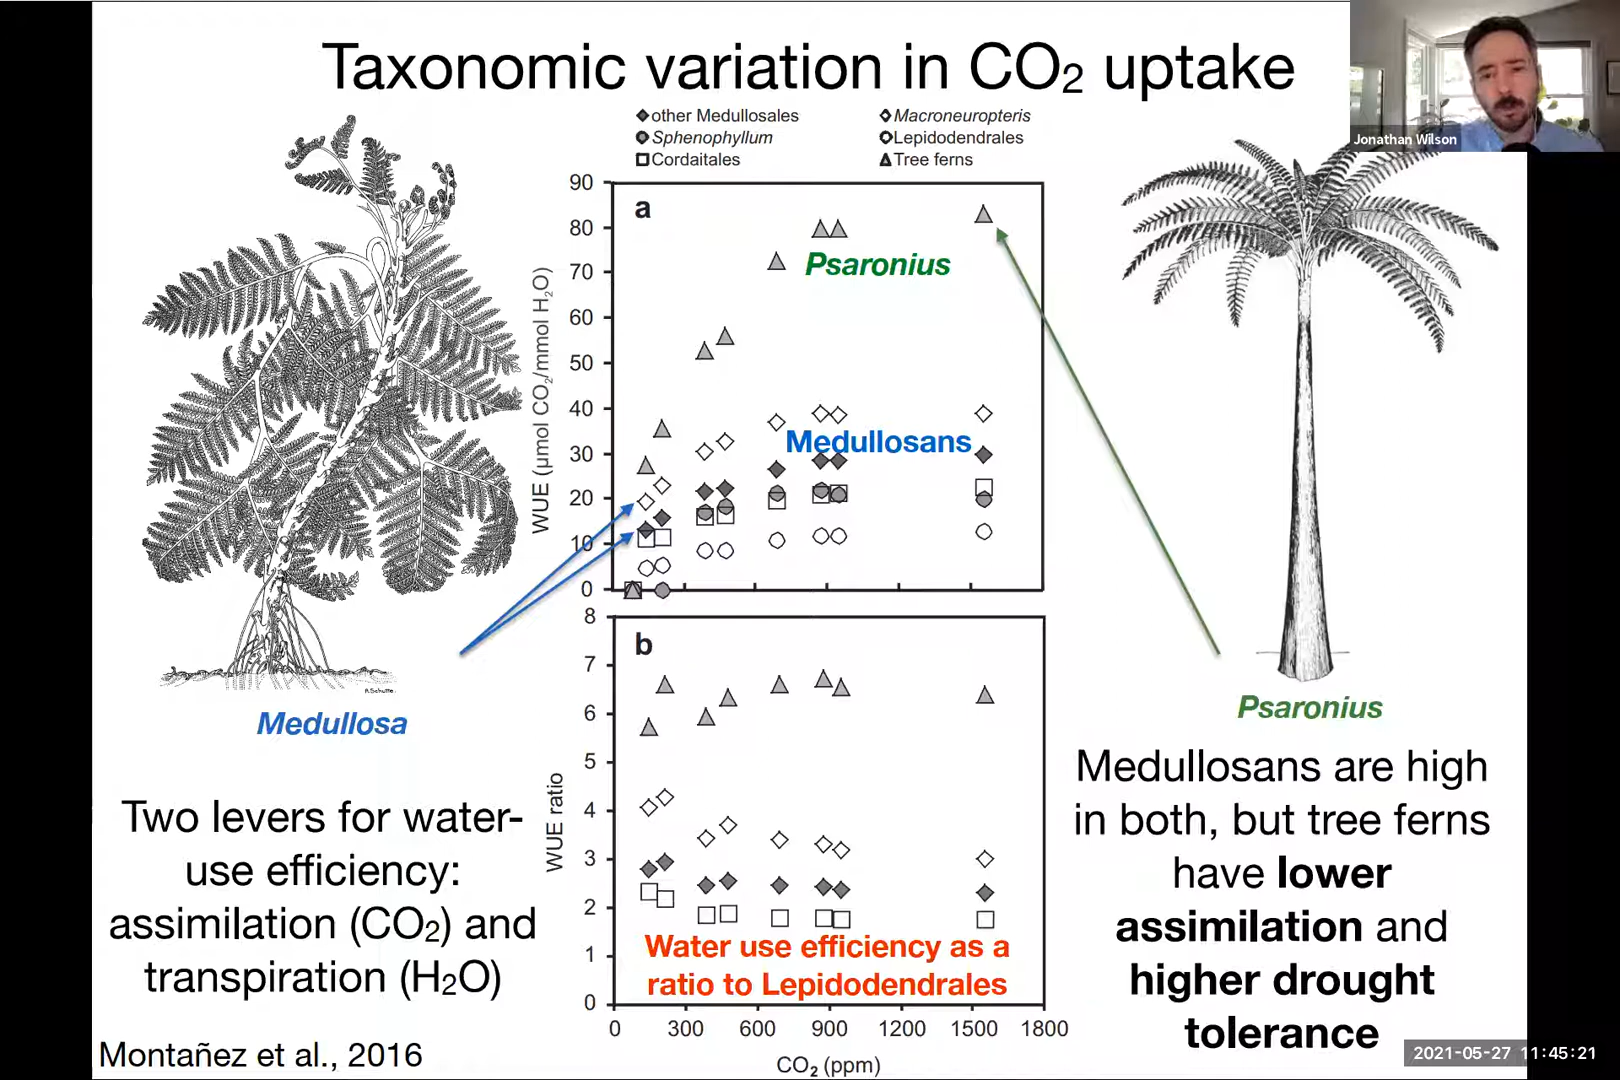 Taxonomic variation in CO₂ uptake
Jonathan Wilson
other Medullosales
Macroneuropteris
Sphenophyllum
Lepidodendrales
Cordaitales
Tree ferns
WUE (µmol CO₂/mmol H₂O)
90
80
70
60
50
40
30
20
10
0
a
Psaronius
Medullosans
WUE ratio
8
7
6
5
4
3
2
1
0
b
Water use efficiency as a
ratio to Lepidodendrales
0 300 600 900 1200 1500 1800
CO₂ (ppm)
A.Schutte.
Medullosa
Two levers for water-
use efficiency:
assimilation (CO₂) and
transpiration (H₂O)
Montañez et al., 2016
Psaronius
Medullosans are high
in both, but tree ferns
have lower
assimilation and
higher drought
tolerance
2021-05-27 11:45:21